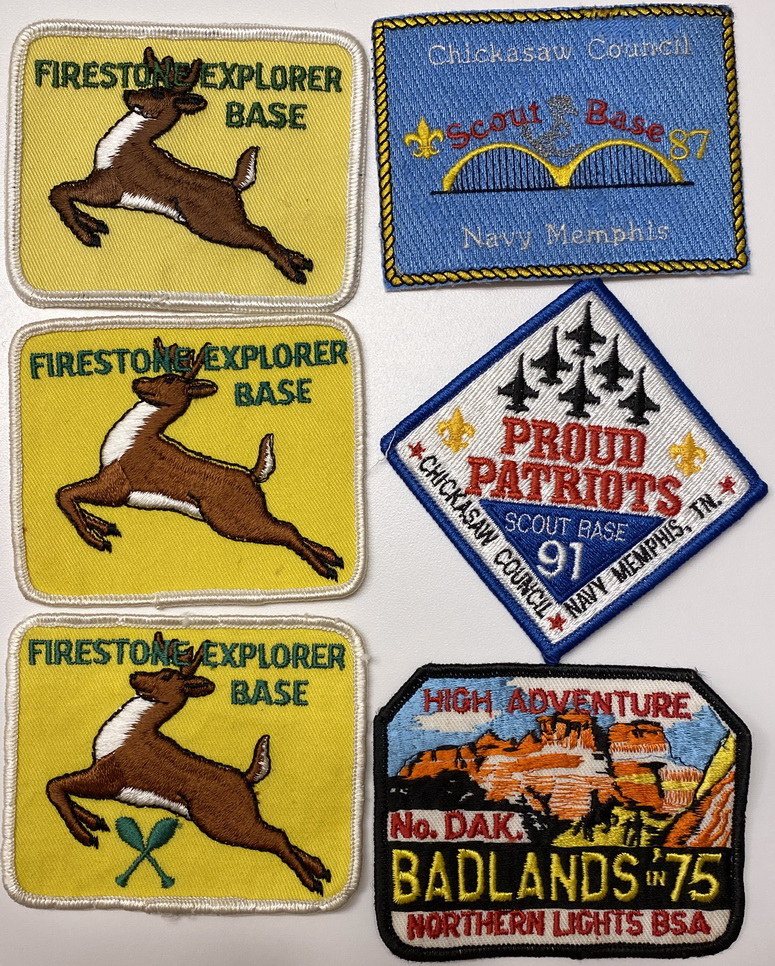 FIRESTONE EXPLORER
BASE
FIRESTONE EXPLORER
BASE
FIRESTONE EXPLORER
BASE
Chickasaw Council
Scout Base 87
Navy Memphis
PROUD
PATRIOTS
SCOUT BASE
91
CHICKASAW COUNCIL
NAVY MEMPHIS, TN.
HIGH ADVENTURE
No. DAK.
BADLANDS IN '75
NORTHERN LIGHTS BSA